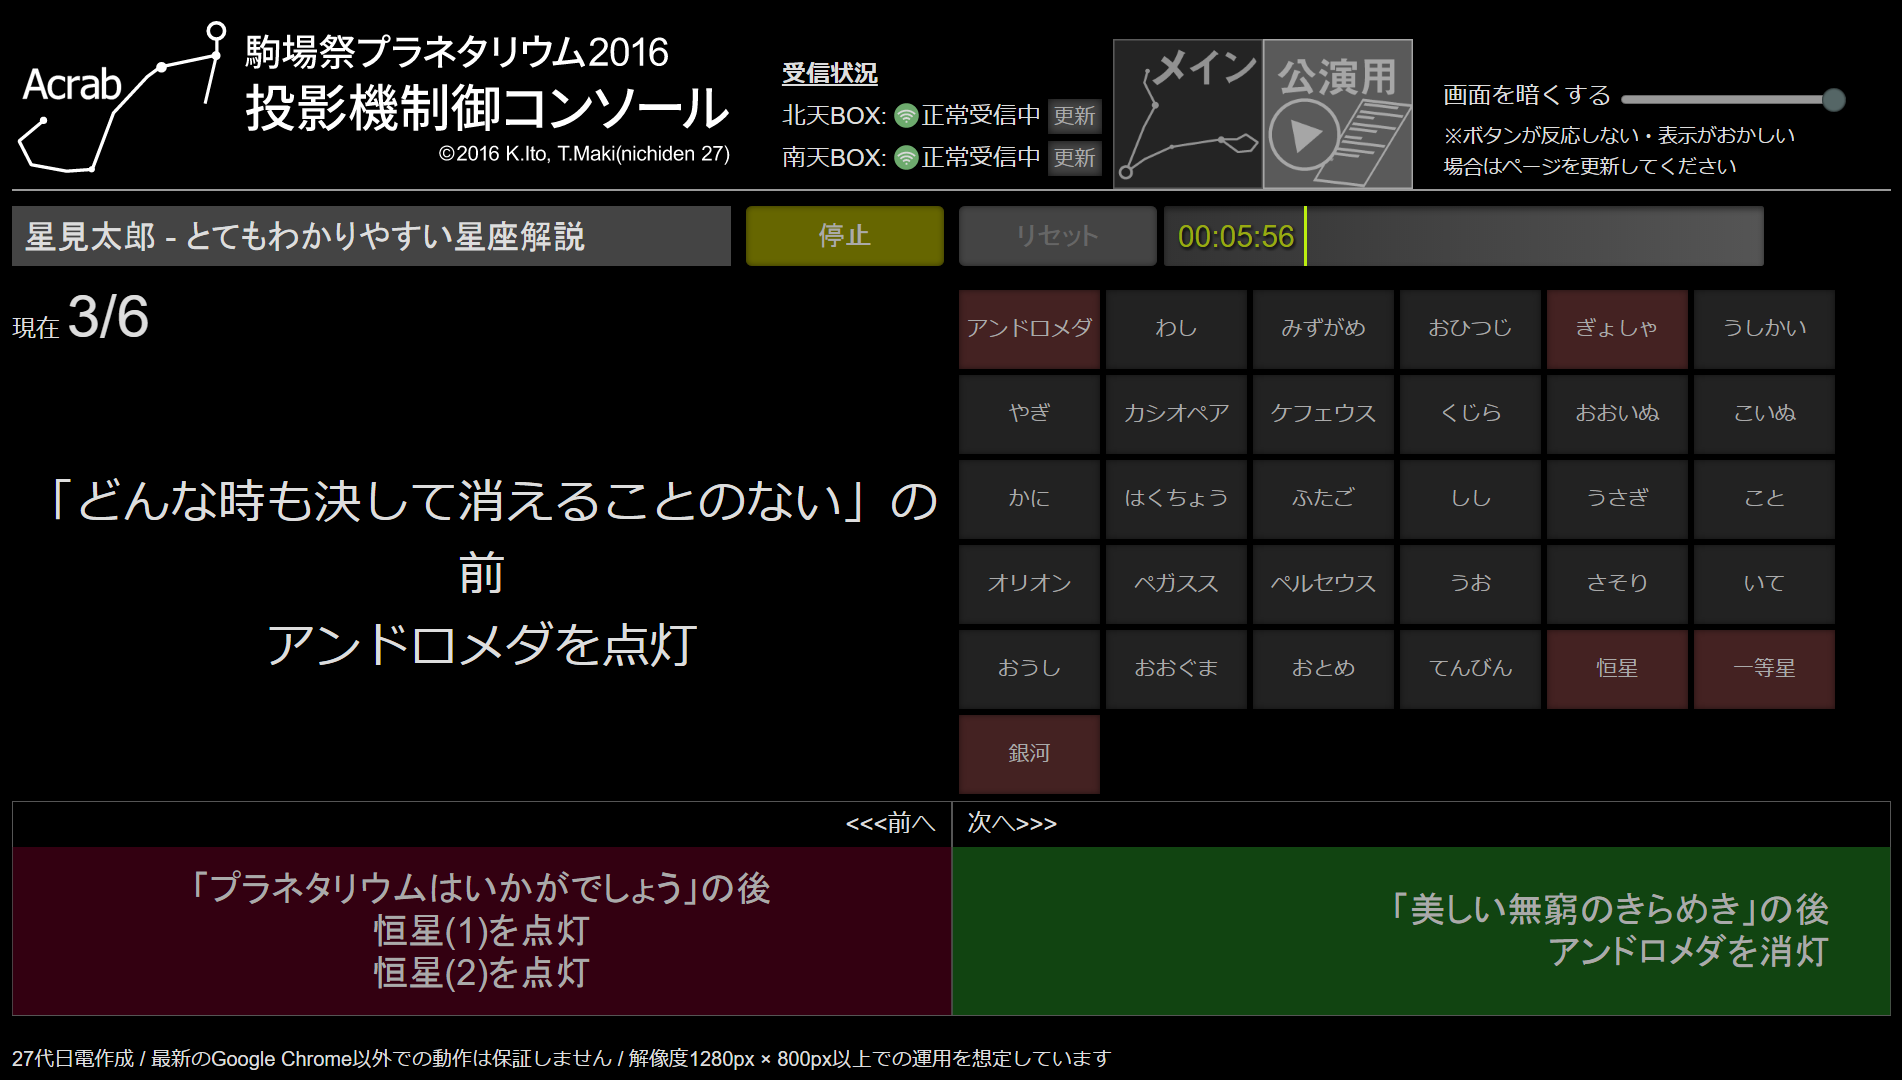 Acrab
駒場祭プラネタリウム2016
投影機制御コンソール
©2016 K.Ito, T.Maki(nichiden 27)
受信状況
北天BOX: 正常受信中 更新
南天BOX: 正常受信中 更新
メイン
公演用
画面を暗くする
※ボタンが反応しない・表示がおかしい
場合はページを更新してください
星見太郎 - とてもわかりやすい星座解説
停止
リセット
00:05:56
現在 3/6
「どんな時も決して消えることのない」の
前
アンドロメダを点灯
アンドロメダ わし みずがめ おひつじ ぎょしゃ うしかい
やぎ カシオペア ケフェウス くじら おおいぬ こいぬ
かに はくちょう ふたご しし うさぎ こと
オリオン ペガスス ペルセウス うお さそり いて
おうし おおぐま おとめ てんびん 恒星 一等星
銀河
<<<前へ
「プラネタリウムはいかがでしょう」の後
恒星(1)を点灯
恒星(2)を点灯
次へ>>>
「美しい無窮のきらめき」の後
アンドロメダを消灯
27代日電作成 / 最新のGoogle Chrome以外での動作は保証しません / 解像度1280px × 800px以上での運用を想定しています